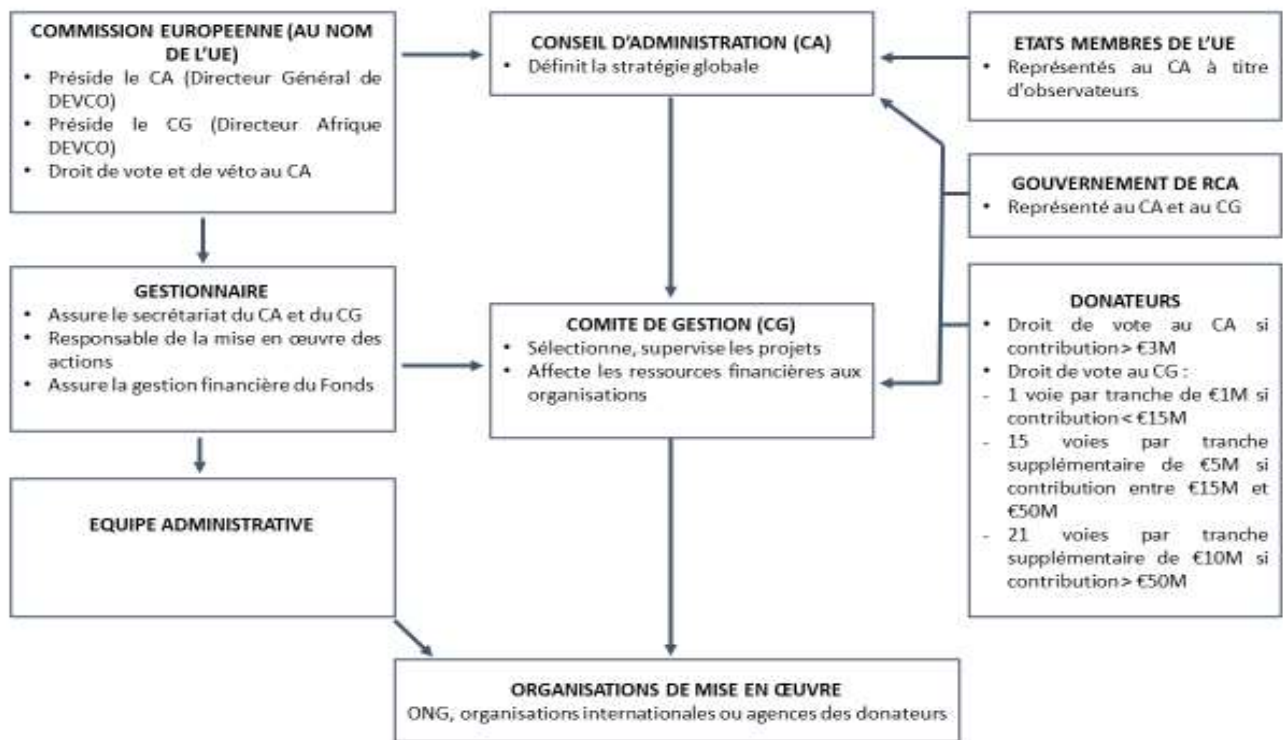 COMMISSION EUROPEENNE (AU NOM
DE L'UE)
• Préside le CA (Directeur Général de
DEVCO)
• Préside le CG (Directeur Afrique
DEVCO)
• Droit de vote et de véto au CA
CONSEIL D'ADMINISTRATION (CA)
• Définit la stratégie globale
ETATS MEMBRES DE L'UE
• Représentés au CA à titre
d'observateurs
GOUVERNEMENT DE RCA
• Représenté au CA et au CG
GESTIONNAIRE
• Assure le secrétariat du CA et du CG
• Responsable de la mise en œuvre des
actions
• Assure la gestion financière du Fonds
COMITE DE GESTION (CG)
• Sélectionne, supervise les projets
• Affecte les ressources financières aux
organisations
DONATEURS
• Droit de vote au CA si
contribution > €3M
• Droit de vote au CG :
- 1 voie par tranche de €1M si
contribution < €15M
- 15 voies par tranche
supplémentaire de €5M si
contribution entre €15M et
€50M
- 21 voies par tranche
supplémentaire de €10M si
contribution > €50M
EQUIPE ADMINISTRATIVE
ORGANISATIONS DE MISE EN ŒUVRE
ONG, organisations internationales ou agences des donateurs